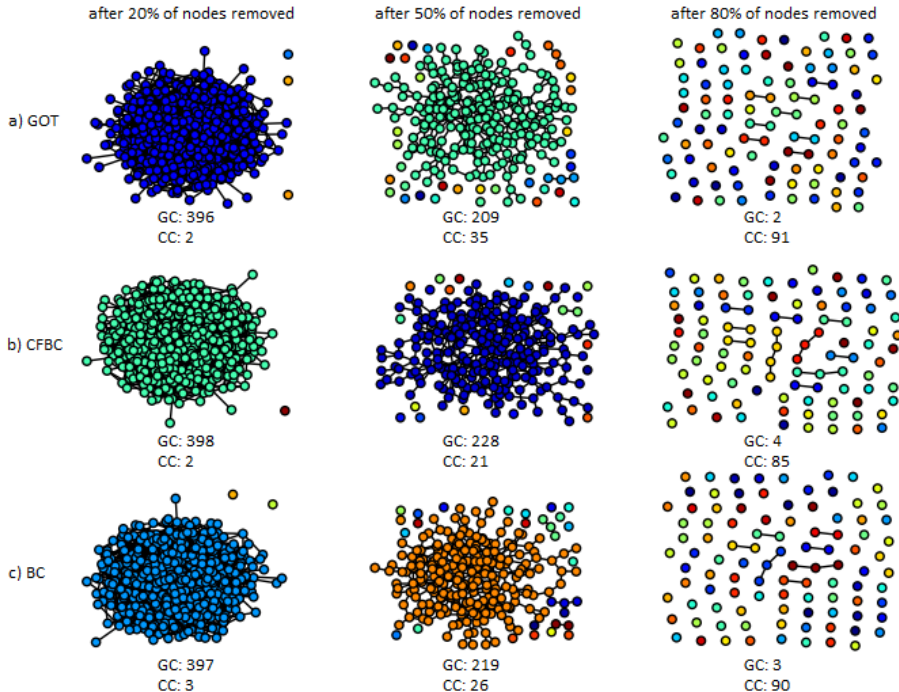 after 20% of nodes removed
after 50% of nodes removed
after 80% of nodes removed
a) GOT
GC: 396
CC: 2
GC: 209
CC: 35
GC: 2
CC: 91
b) CFBC
GC: 398
CC: 2
GC: 228
CC: 21
GC: 4
CC: 85
c) BC
GC: 397
CC: 3
GC: 219
CC: 26
GC: 3
CC: 90